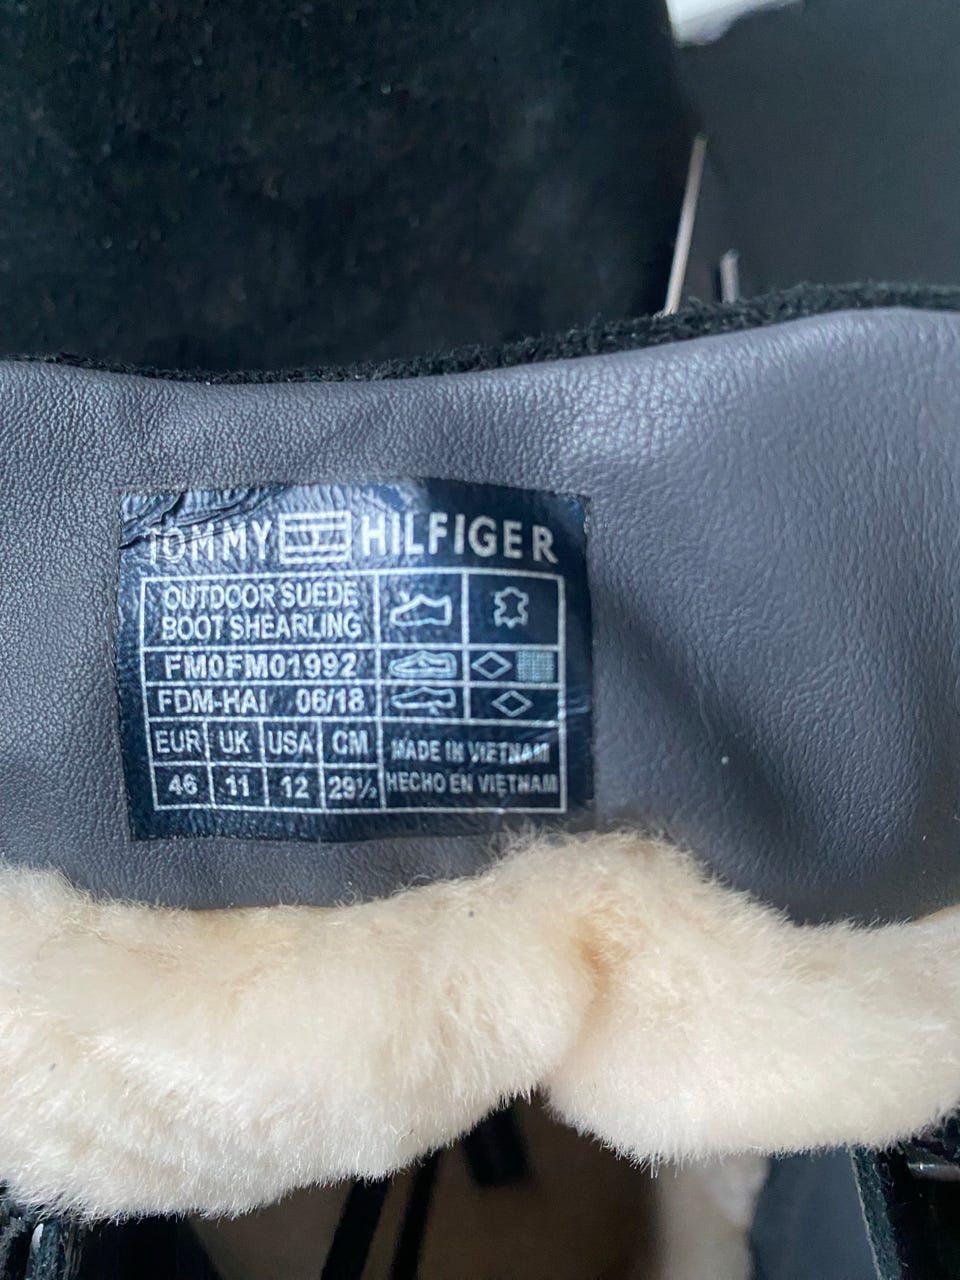 TOMMY HILFIGER
OUTDOOR SUEDE
BOOT SHEARLING
FM0FM01992
FDM-HAI 06/18
EUR UK USA CM
46 11 12 29½
MADE IN VIETNAM
HECHO EN VIETNAM